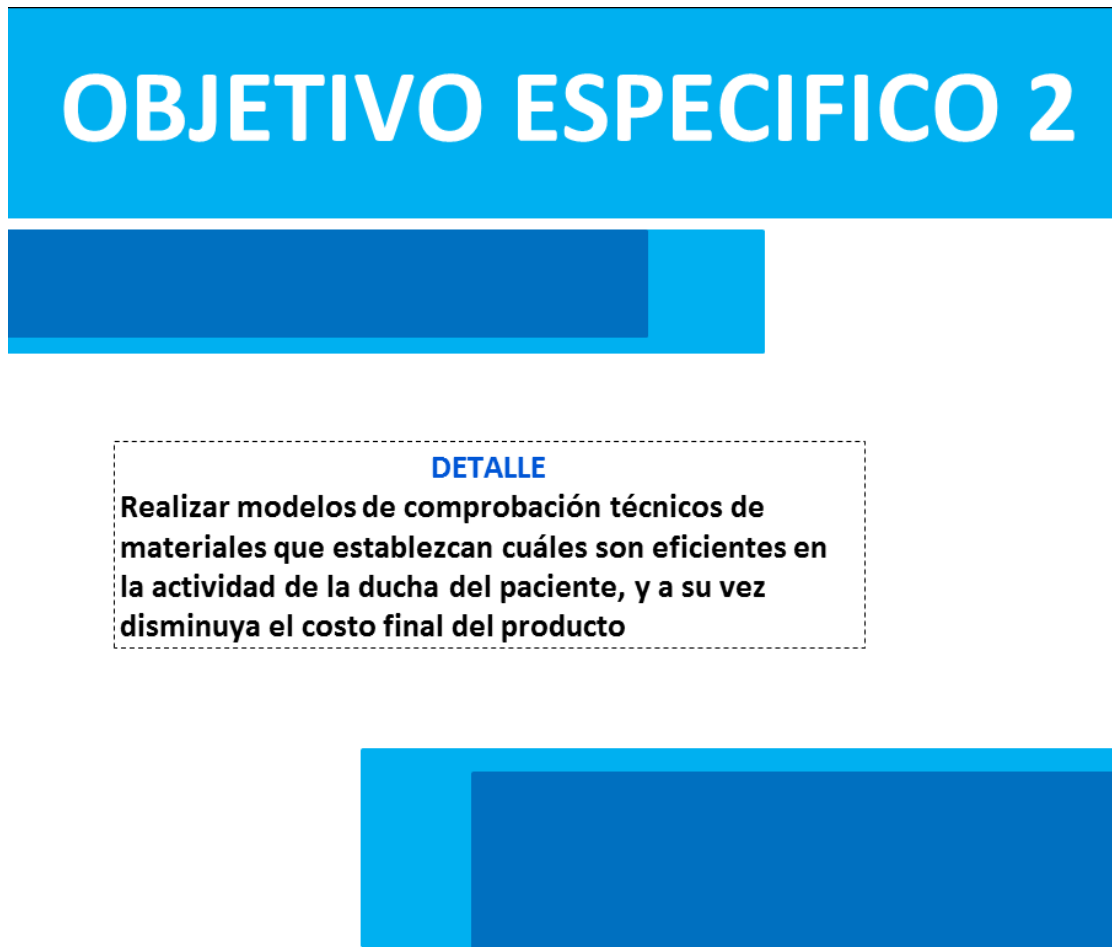 OBJETIVO ESPECIFICO 2
DETALLE
Realizar modelos de comprobación técnicos de
materiales que establezcan cuáles son eficientes en
la actividad de la ducha del paciente, y a su vez
disminuya el costo final del producto